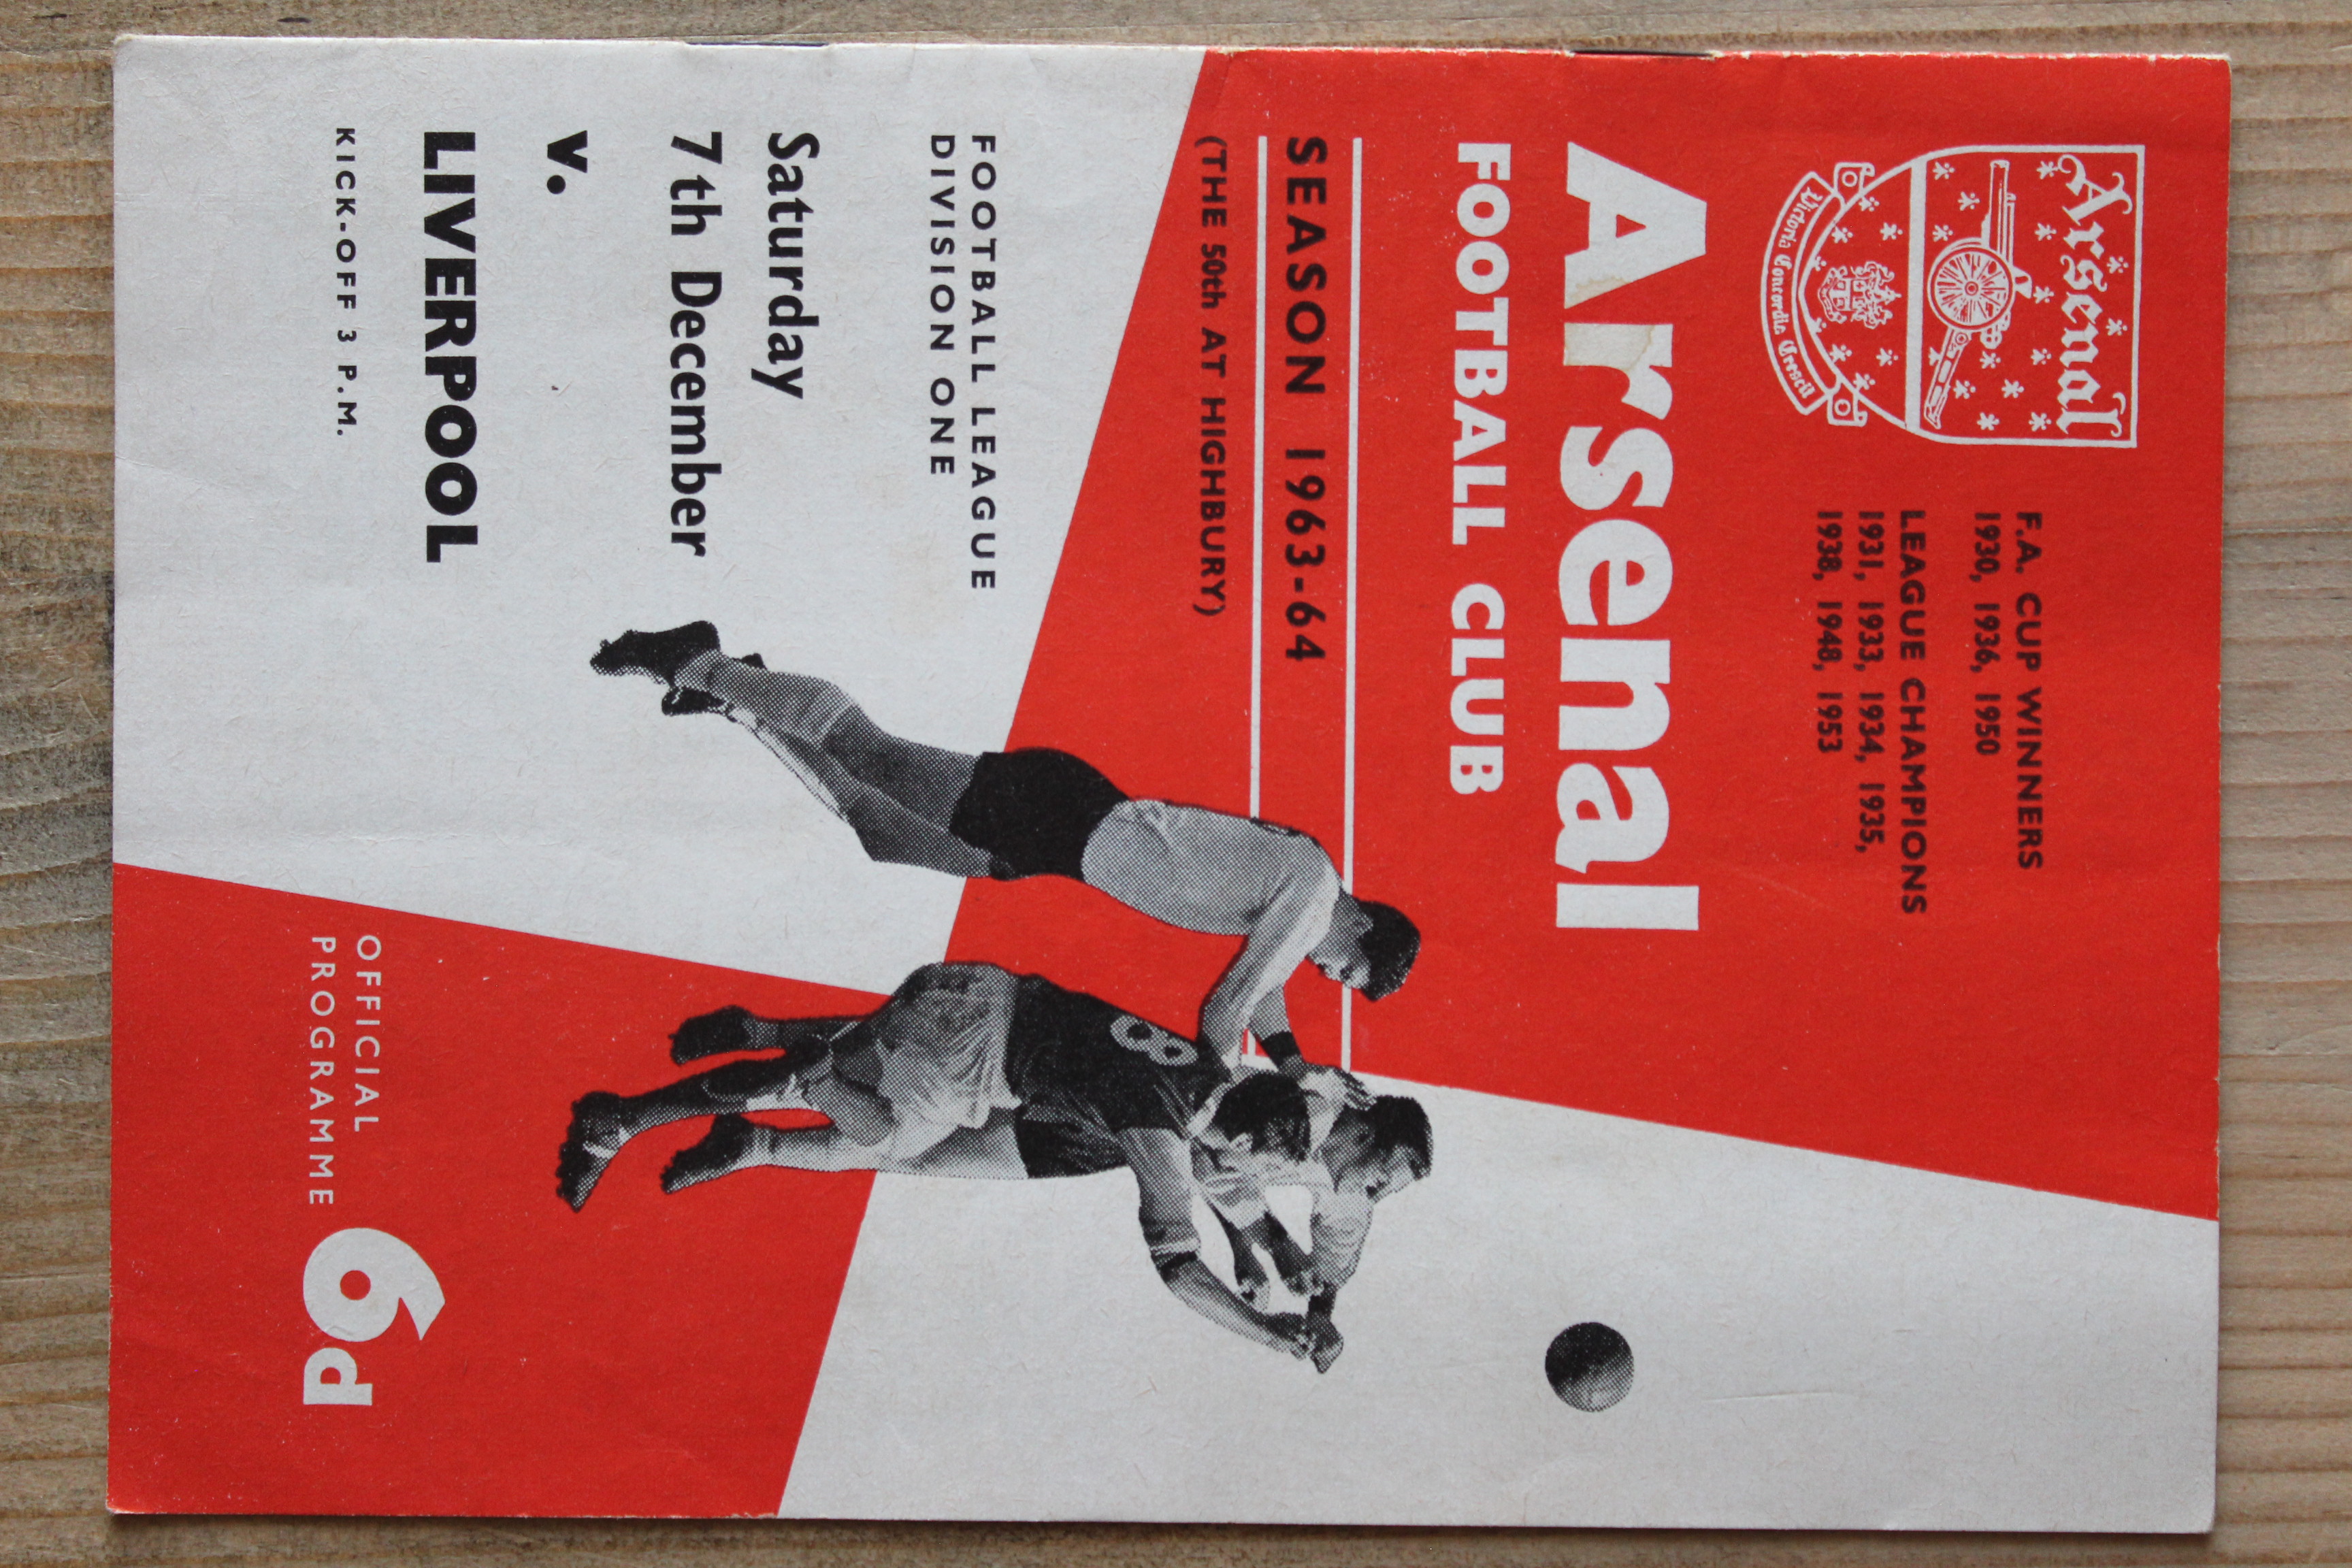 Arsenal
Victoria Concordia Crescit
F.A. CUP WINNERS
1930, 1936, 1950
LEAGUE CHAMPIONS
1931, 1933, 1934, 1935,
1938, 1948, 1953
Arsenal
FOOTBALL CLUB
SEASON 1963-64
(THE 50th AT HIGHBURY)
FOOTBALL LEAGUE
DIVISION ONE
Saturday
7th December
v.
LIVERPOOL
KICK-OFF 3 P.M.
8
OFFICIAL
PROGRAMME 6d